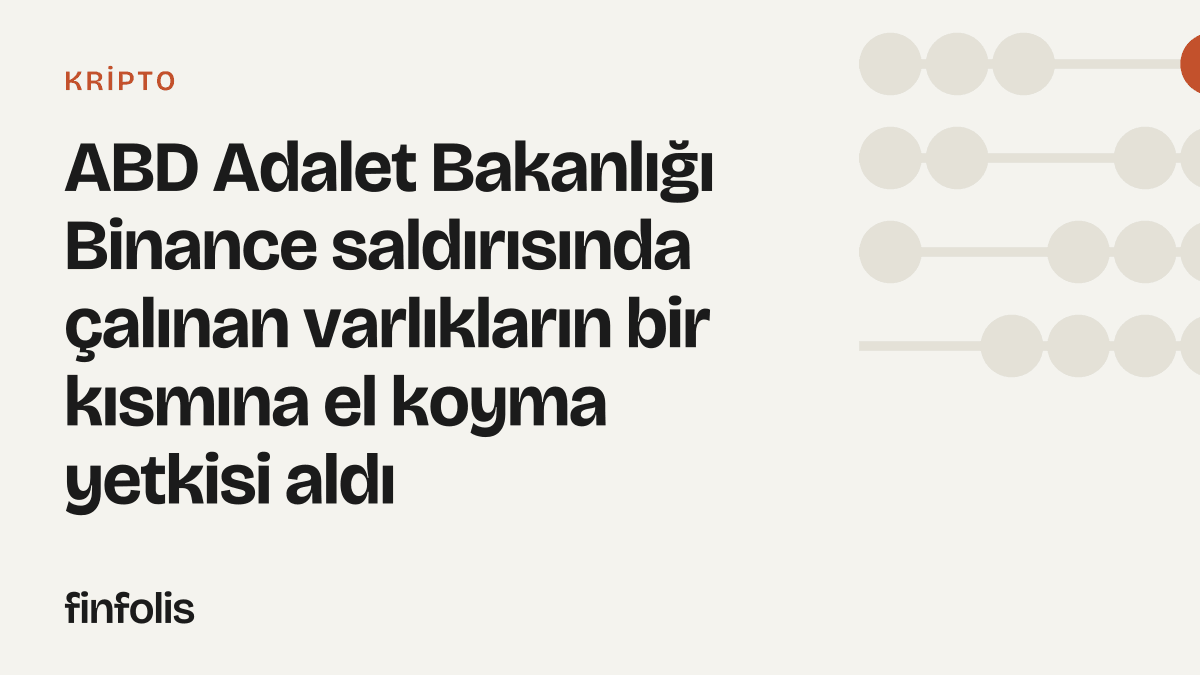 KRİPTO
ABD Adalet Bakanlığı
Binance saldırısında
çalınan varlıkların bir
kısmına el koyma
yetkisi aldı
finfolis